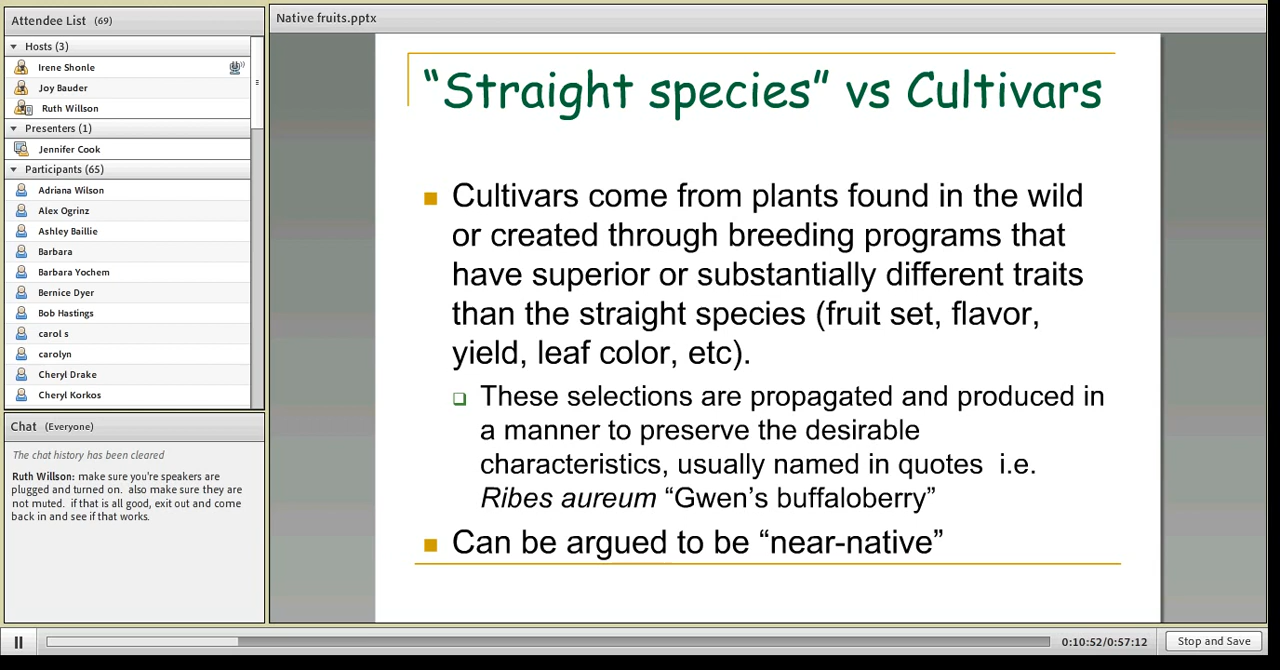 Attendee List (69)
Hosts (3)
Irene Shonle
Joy Bauder
Ruth Willson
Presenters (1)
Jennifer Cook
Participants (65)
Adriana Wilson
Alex Ogrinz
Ashley Baillie
Barbara
Barbara Yochem
Bernice Dyer
Bob Hastings
carol s
carolyn
Cheryl Drake
Cheryl Korkos
Chat (Everyone)
The chat history has been cleared
Ruth Willson: make sure you're speakers are
plugged and turned on. also make sure they are
not muted. if that is all good, exit out and come
back in and see if that works.
Native fruits.pptx
“Straight species” vs Cultivars
Cultivars come from plants found in the wild
or created through breeding programs that
have superior or substantially different traits
than the straight species (fruit set, flavor,
yield, leaf color, etc).
These selections are propagated and produced in
a manner to preserve the desirable
characteristics, usually named in quotes i.e.
Ribes aureum “Gwen’s buffaloberry”
Can be argued to be “near-native”
0:10:52/0:57:12
Stop and Save